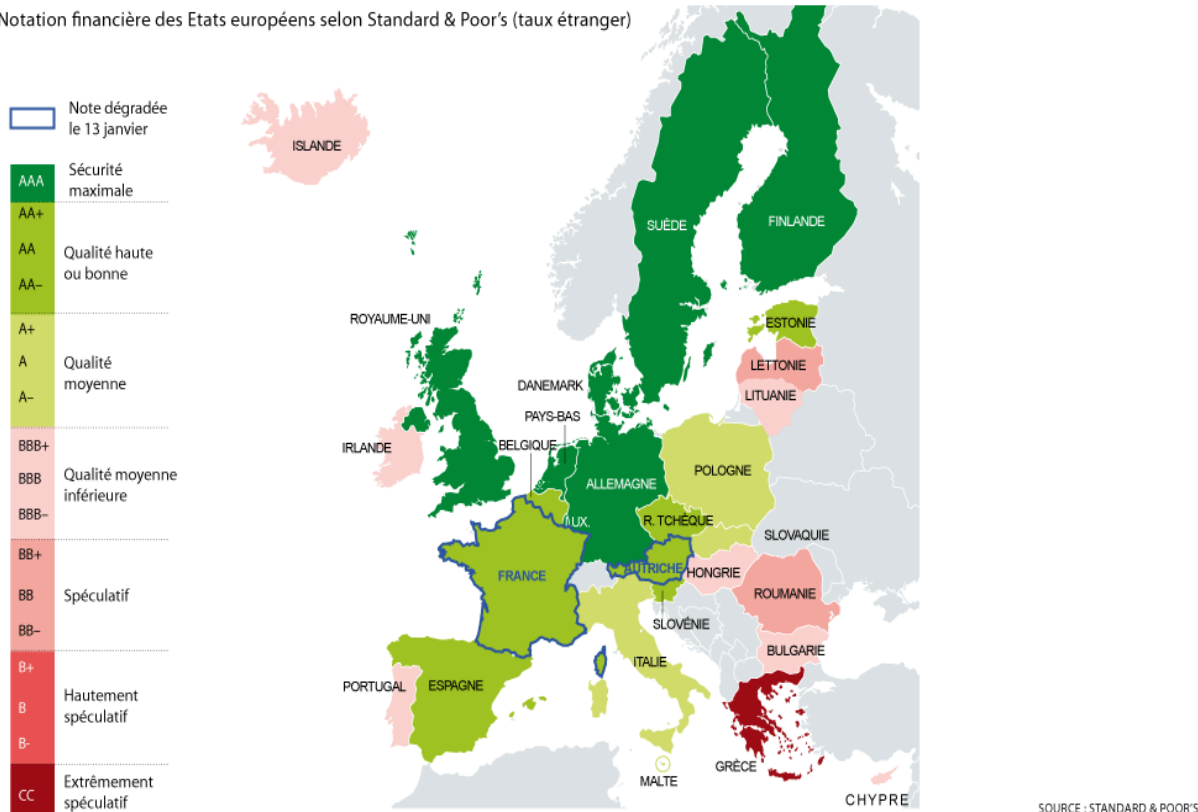 Notation financière des Etats européens selon Standard & Poor's (taux étranger)
Note dégradée
le 13 janvier
AAA
Sécurité
maximale
AA+
AA
AA–
Qualité haute
ou bonne
A+
A
A–
Qualité
moyenne
BBB+
BBB
BBB–
Qualité moyenne
inférieure
BB+
BB
BB–
Spéculatif
B+
B
B-
Hautement
spéculatif
CC
Extrêmement
spéculatif
ISLANDE
SUÈDE
FINLANDE
ROYAUME-UNI
ESTONIE
LETTONIE
DANEMARK
LITUANIE
PAYS-BAS
IRLANDE
BELGIQUE
POLOGNE
ALLEMAGNE
UX.
R. TCHÈQUE
SLOVAQUIE
FRANCE
AUTRICHE
HONGRIE
ROUMANIE
SLOVÉNIE
BULGARIE
ITALIE
PORTUGAL
ESPAGNE
GRÈCE
MALTE
CHYPRE
SOURCE : STANDARD & POOR'S